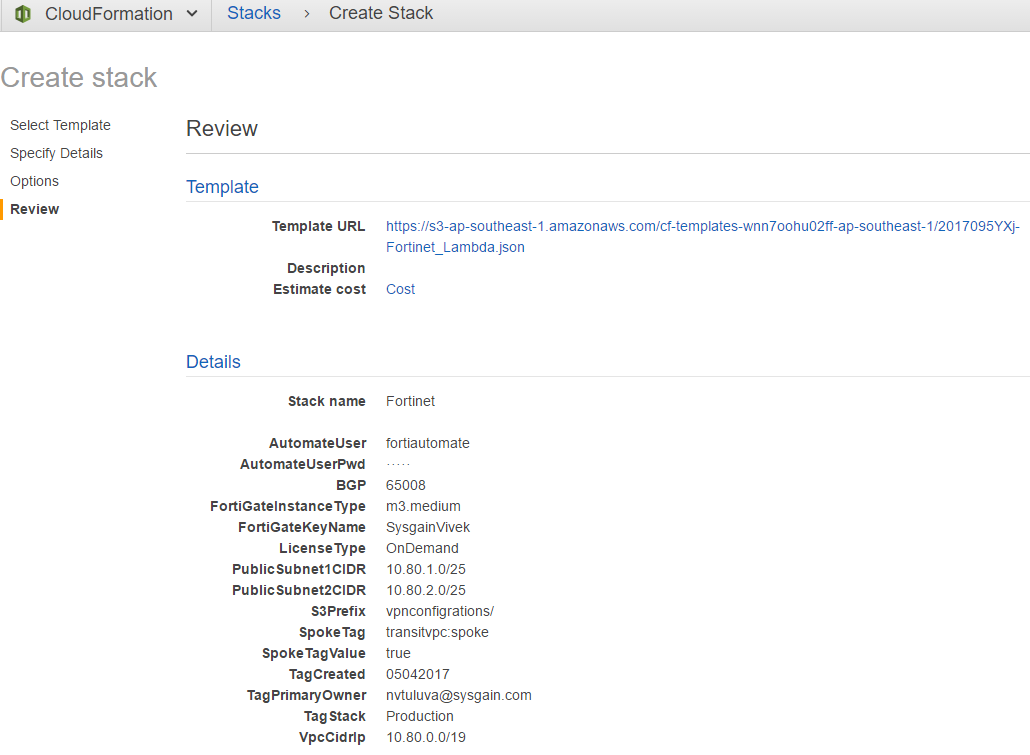 CloudFormation Stacks > Create Stack
Create stack
Select Template
Specify Details
Options
Review
Review
Template
Template URL https://s3-ap-southeast-1.amazonaws.com/cf-templates-wnn7oohu02ff-ap-southeast-1/2017095YXj-
Fortinet_Lambda.json
Description
Estimate cost Cost
Details
Stack name Fortinet
AutomateUser fortiautomate
AutomateUserPwd ·····
BGP 65008
FortiGateInstanceType m3.medium
FortiGateKeyName SysgainVivek
LicenseType OnDemand
PublicSubnet1CIDR 10.80.1.0/25
PublicSubnet2CIDR 10.80.2.0/25
S3Prefix vpnconfigrations/
SpokeTag transitvpc:spoke
SpokeTagValue true
TagCreated 05042017
TagPrimaryOwner nvtuluva@sysgain.com
TagStack Production
VpcCidrIp 10.80.0.0/19